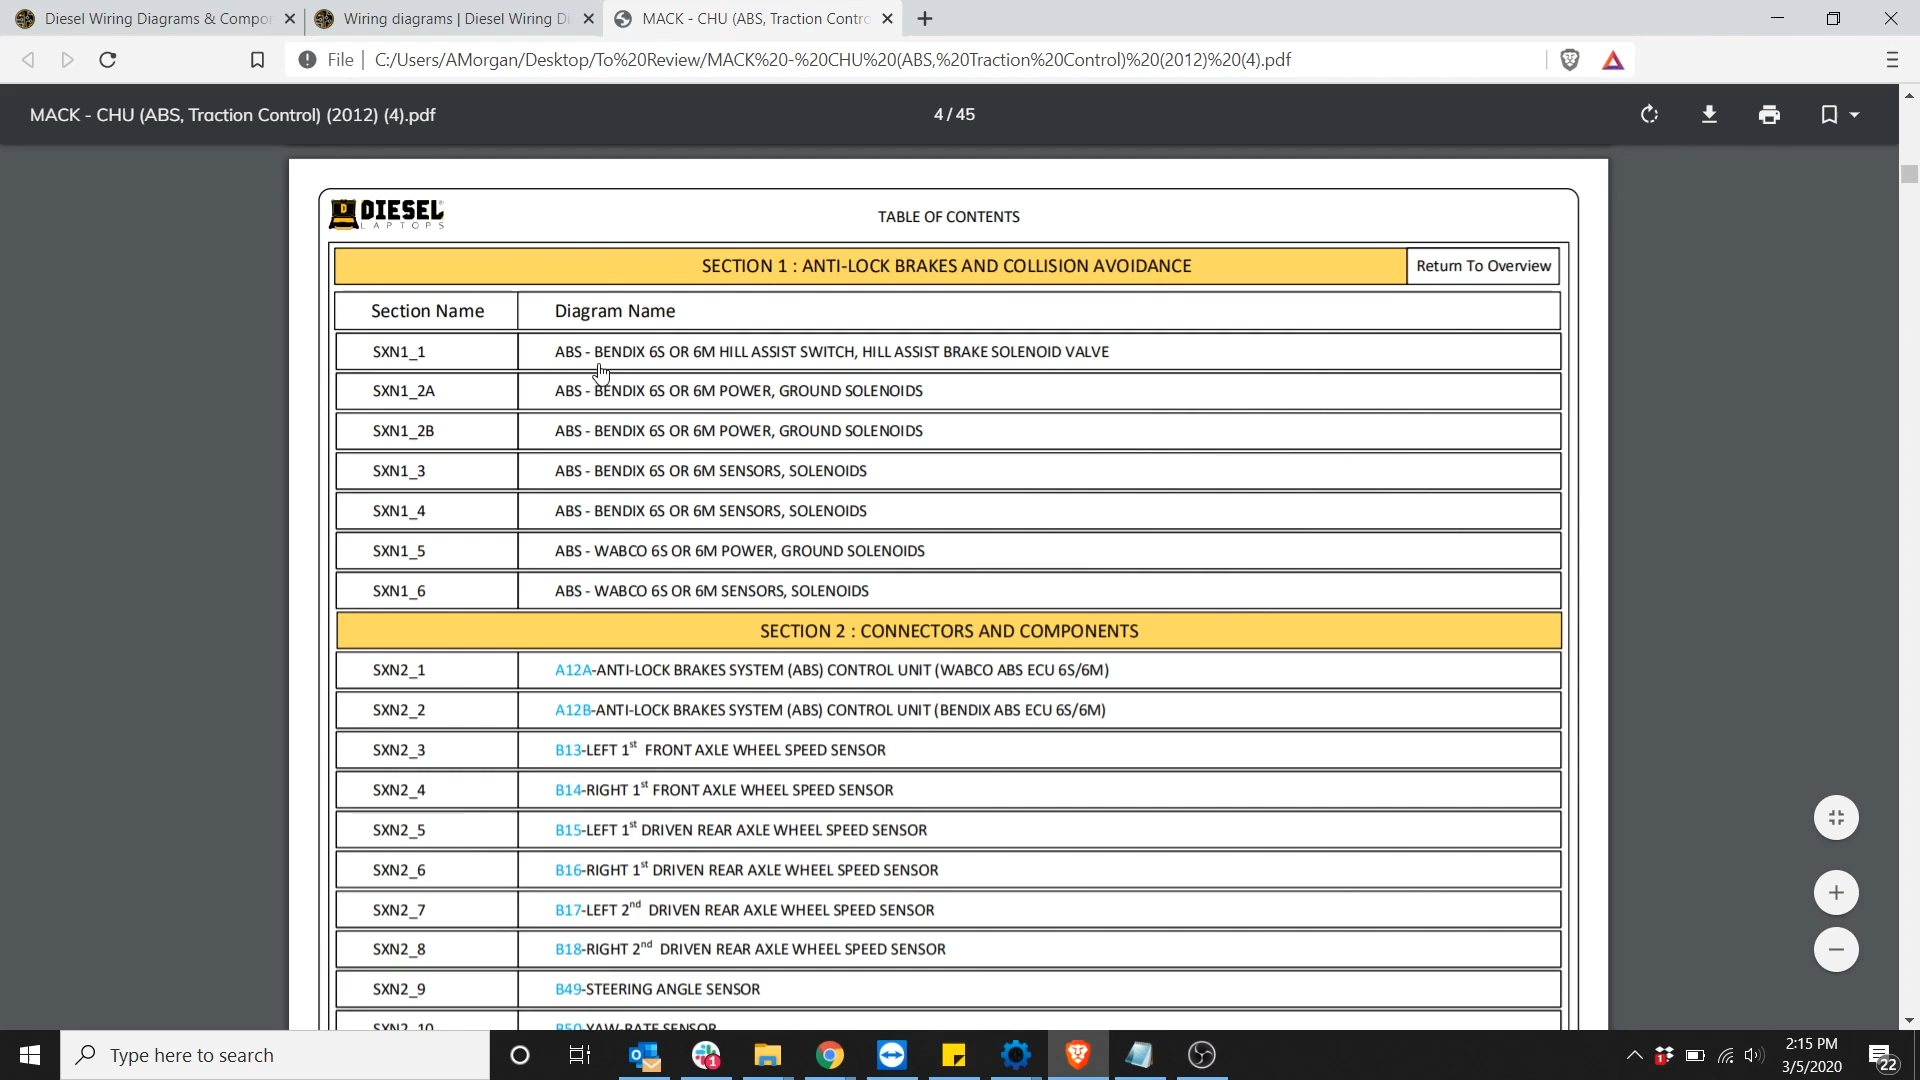 Diesel Wiring Diagrams & Compon
Wiring diagrams | Diesel Wiring Di
MACK - CHU (ABS, Traction Contro
File
C:/Users/AMorgan/Desktop/To%20Review/MACK%20-%20CHU%20(ABS,%20Traction%20Control)%20(2012)%20(4).pdf
MACK - CHU (ABS, Traction Control) (2012) (4).pdf
4 / 45
DIESEL
LAPTOPS
TABLE OF CONTENTS
SECTION 1 : ANTI-LOCK BRAKES AND COLLISION AVOIDANCE
Return To Overview
Section Name Diagram Name
SXN1_1 ABS - BENDIX 6S OR 6M HILL ASSIST SWITCH, HILL ASSIST BRAKE SOLENOID VALVE
SXN1_2A ABS - BENDIX 6S OR 6M POWER, GROUND SOLENOIDS
SXN1_2B ABS - BENDIX 6S OR 6M POWER, GROUND SOLENOIDS
SXN1_3 ABS - BENDIX 6S OR 6M SENSORS, SOLENOIDS
SXN1_4 ABS - BENDIX 6S OR 6M SENSORS, SOLENOIDS
SXN1_5 ABS - WABCO 6S OR 6M POWER, GROUND SOLENOIDS
SXN1_6 ABS - WABCO 6S OR 6M SENSORS, SOLENOIDS
SECTION 2 : CONNECTORS AND COMPONENTS
SXN2_1 A12A-ANTI-LOCK BRAKES SYSTEM (ABS) CONTROL UNIT (WABCO ABS ECU 6S/6M)
SXN2_2 A12B-ANTI-LOCK BRAKES SYSTEM (ABS) CONTROL UNIT (BENDIX ABS ECU 6S/6M)
SXN2_3 B13-LEFT 1st FRONT AXLE WHEEL SPEED SENSOR
SXN2_4 B14-RIGHT 1st FRONT AXLE WHEEL SPEED SENSOR
SXN2_5 B15-LEFT 1st DRIVEN REAR AXLE WHEEL SPEED SENSOR
SXN2_6 B16-RIGHT 1st DRIVEN REAR AXLE WHEEL SPEED SENSOR
SXN2_7 B17-LEFT 2nd DRIVEN REAR AXLE WHEEL SPEED SENSOR
SXN2_8 B18-RIGHT 2nd DRIVEN REAR AXLE WHEEL SPEED SENSOR
SXN2_9 B49-STEERING ANGLE SENSOR
SXN2_10 B50-YAW-RATE SENSOR
Type here to search
1
1
2:15 PM
3/5/2020
22